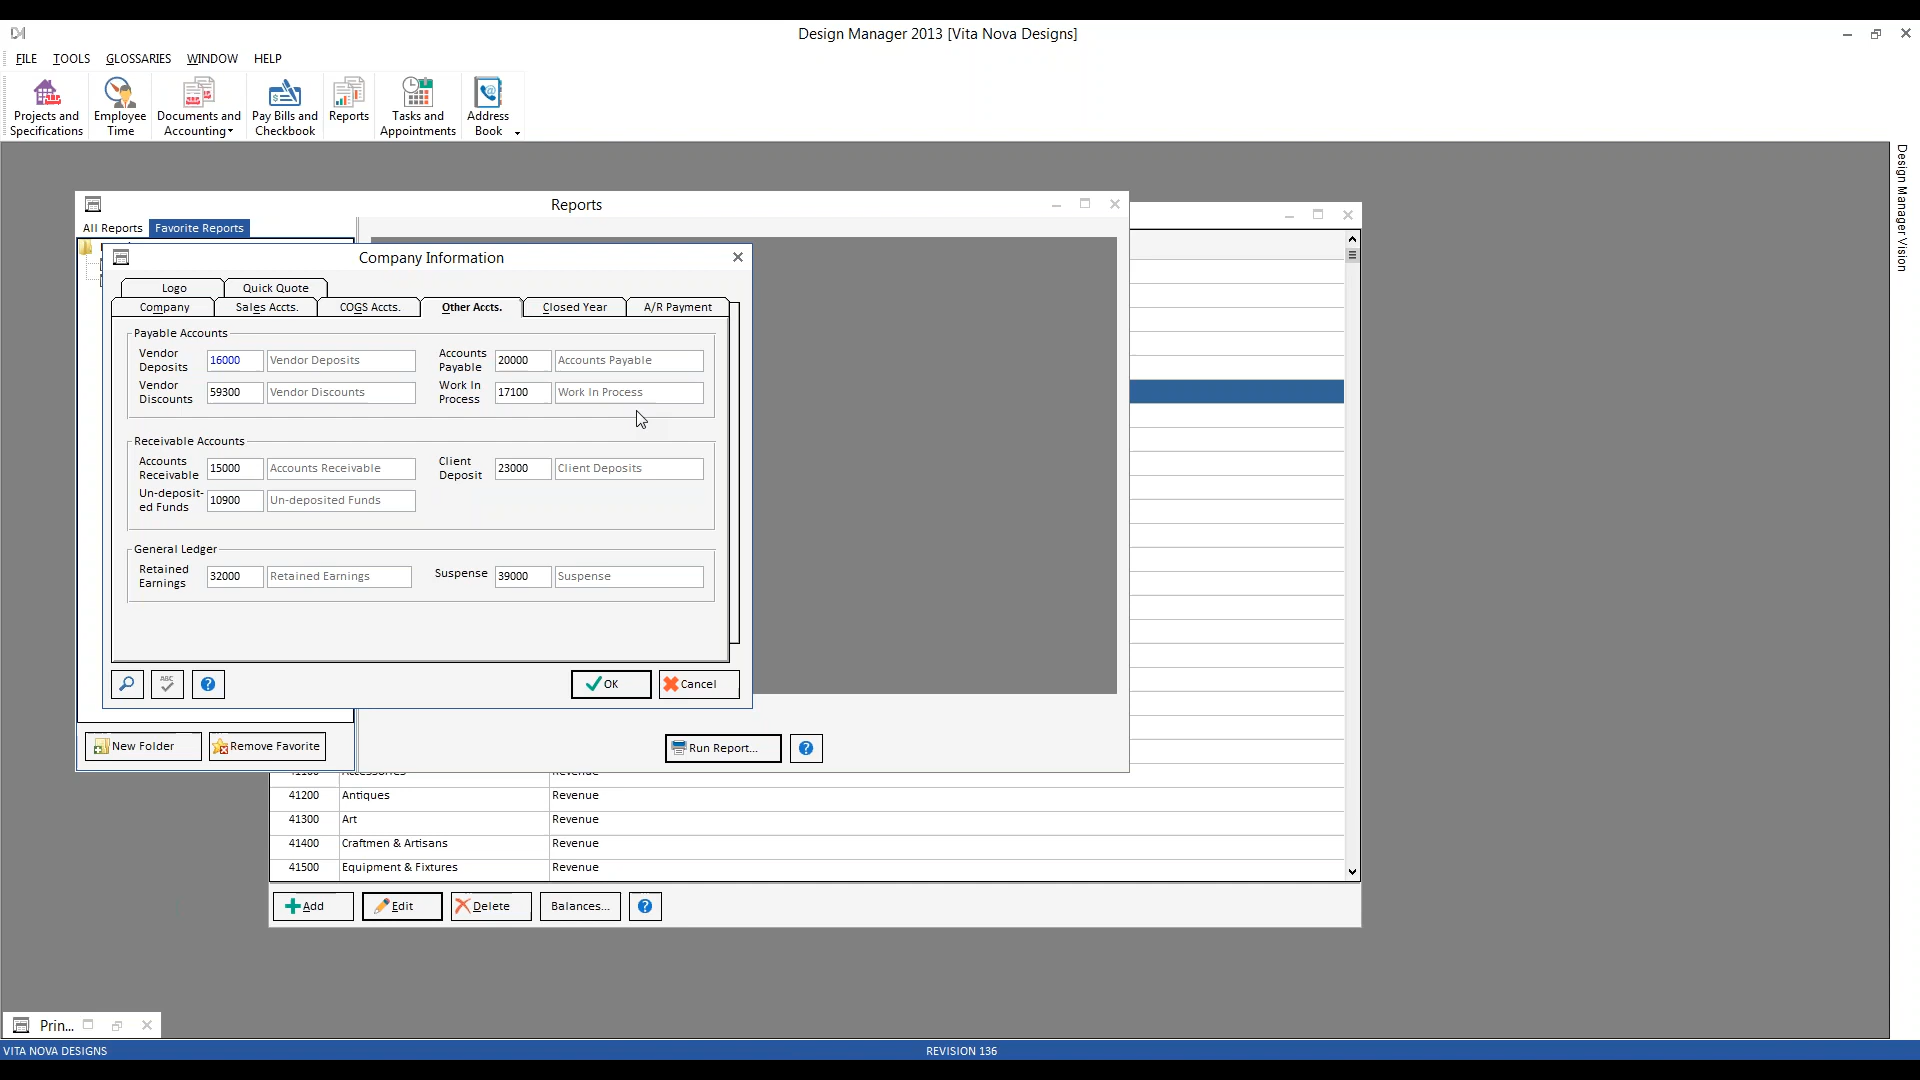 Design Manager 2013 [Vita Nova Designs]
FILE TOOLS GLOSSARIES WINDOW HELP
Projects and Specifications
Employee Time
Documents and Accounting
Pay Bills and Checkbook
Reports
Tasks and Appointments
Address Book
Design Manager Vision
Reports
All Reports Favorite Reports
Company Information
Logo Quick Quote
Company Sales Accts. COGS Accts. Other Accts. Closed Year A/R Payment
Payable Accounts
Vendor Deposits 16000 Vendor Deposits
Accounts Payable 20000 Accounts Payable
Vendor Discounts 59300 Vendor Discounts
Work In Process 17100 Work In Process
Receivable Accounts
Accounts Receivable 15000 Accounts Receivable
Client Deposit 23000 Client Deposits
Un-deposit-
ed Funds 10900 Un-deposited Funds
General Ledger
Retained Earnings 32000 Retained Earnings
Suspense 39000 Suspense
ABC
OK Cancel
New Folder Remove Favorite
Run Report...
41200 Antiques Revenue
41300 Art Revenue
41400 Craftmen & Artisans Revenue
41500 Equipment & Fixtures Revenue
Add Edit Delete Balances...
Prin...
VITA NOVA DESIGNS REVISION 136